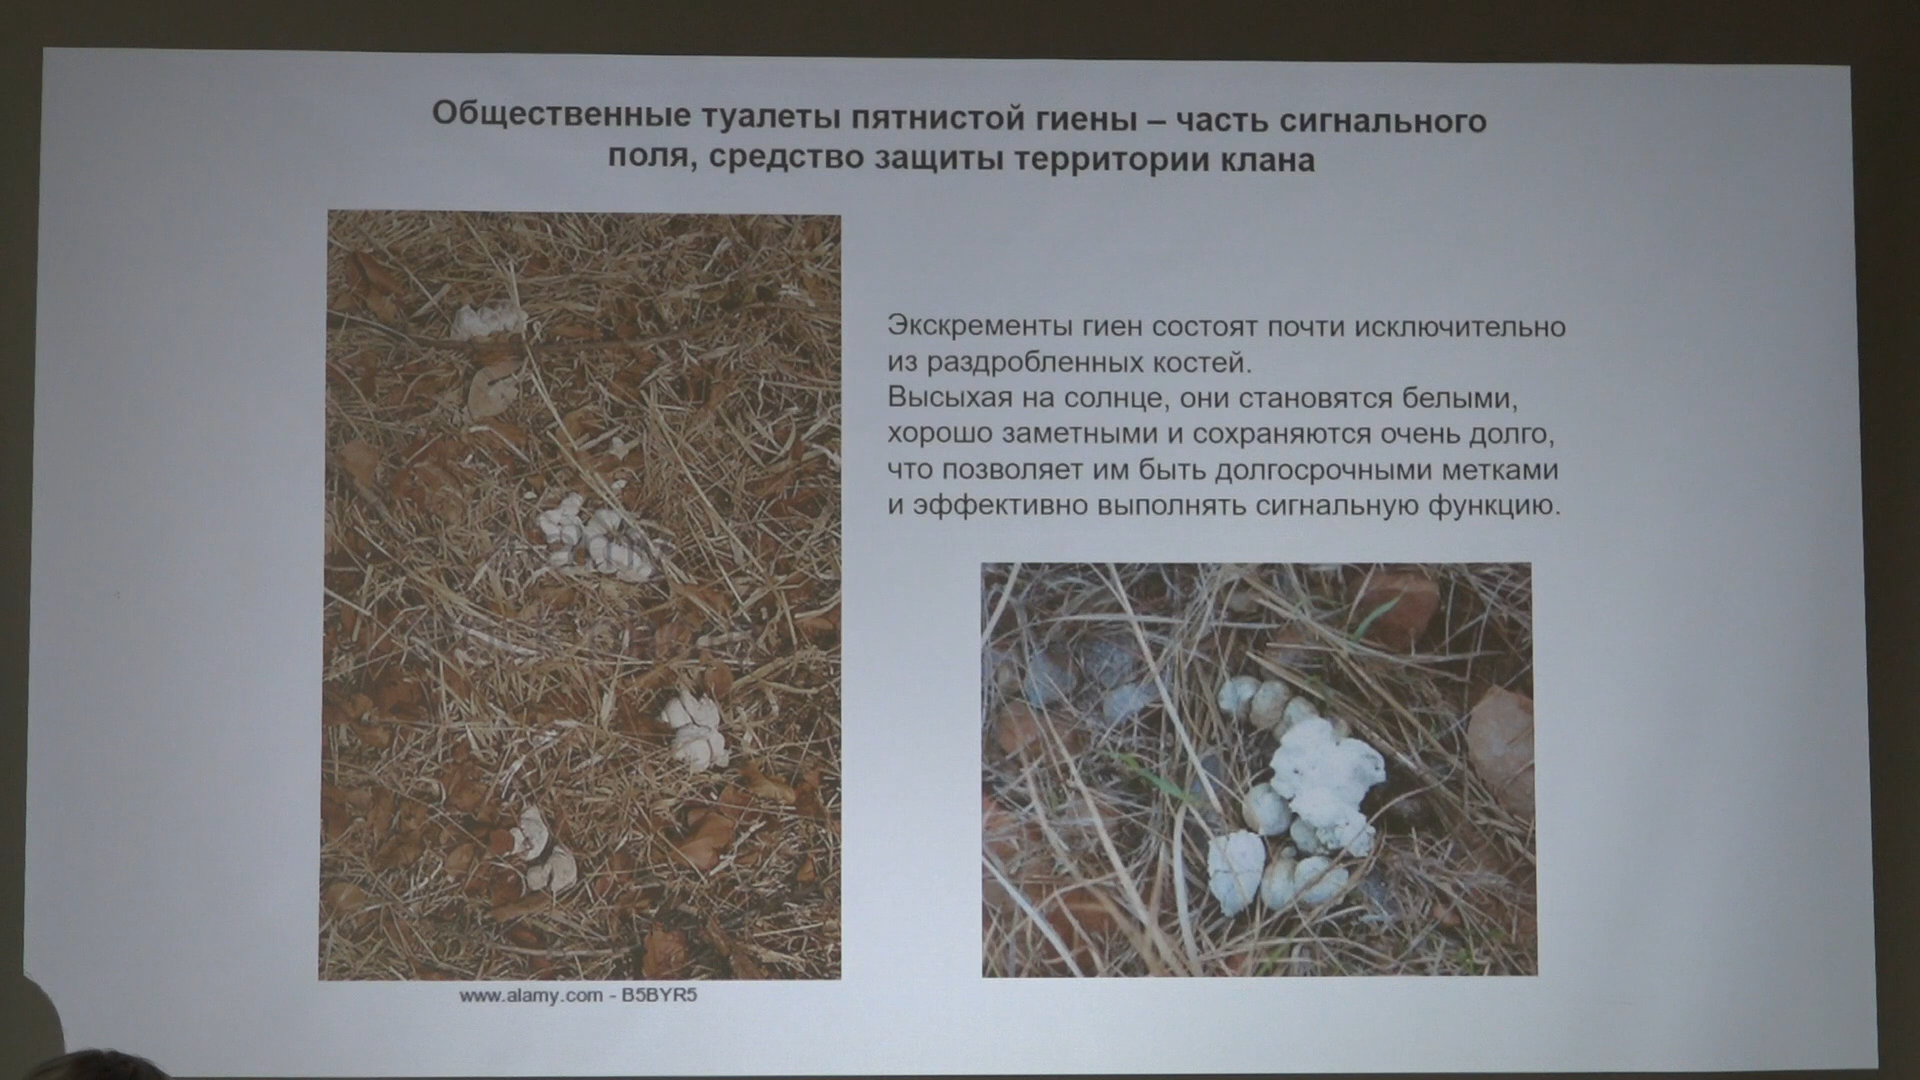 Общественные туалеты пятнистой гиены – часть сигнального
поля, средство защиты территории клана
Экскременты гиен состоят почти исключительно
из раздробленных костей.
Высыхая на солнце, они становятся белыми,
хорошо заметными и сохраняются очень долго,
что позволяет им быть долгосрочными метками
и эффективно выполнять сигнальную функцию.
www.alamy.com - B5BYR5